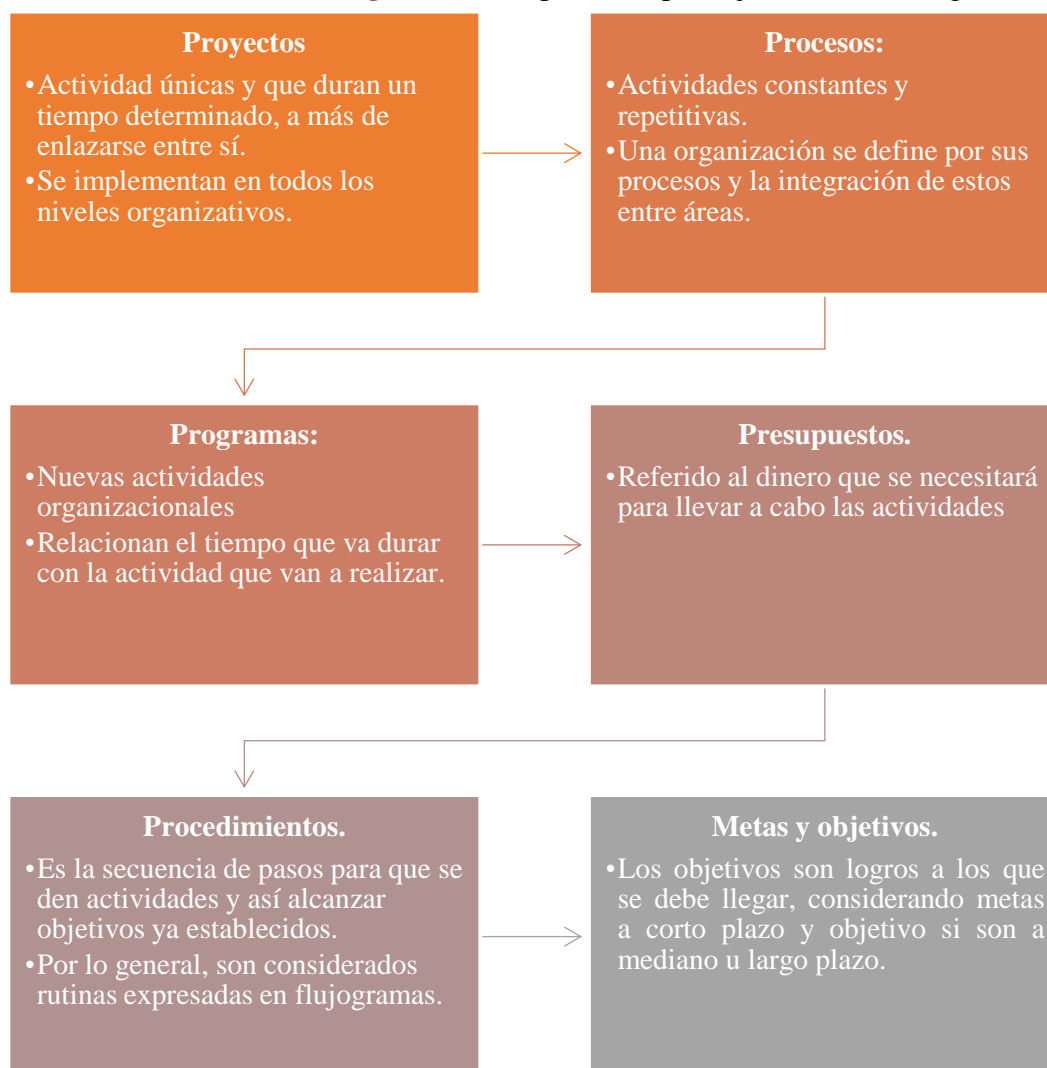 Proyectos
•Actividad únicas y que duran un
tiempo determinado, a más de
enlazarse entre sí.
•Se implementan en todos los
niveles organizativos.
Procesos:
•Actividades constantes y
repetitivas.
•Una organización se define por sus
procesos y la integración de estos
entre áreas.
Programas:
•Nuevas actividades
organizacionales
•Relacionan el tiempo que va durar
con la actividad que van a realizar.
Presupuestos.
•Referido al dinero que se necesitará
para llevar a cabo las actividades
Procedimientos.
•Es la secuencia de pasos para que se
den actividades y así alcanzar
objetivos ya establecidos.
•Por lo general, son considerados
rutinas expresadas en flujogramas.
Metas y objetivos.
•Los objetivos son logros a los que
se debe llegar, considerando metas
a corto plazo y objetivo si son a
mediano u largo plazo.